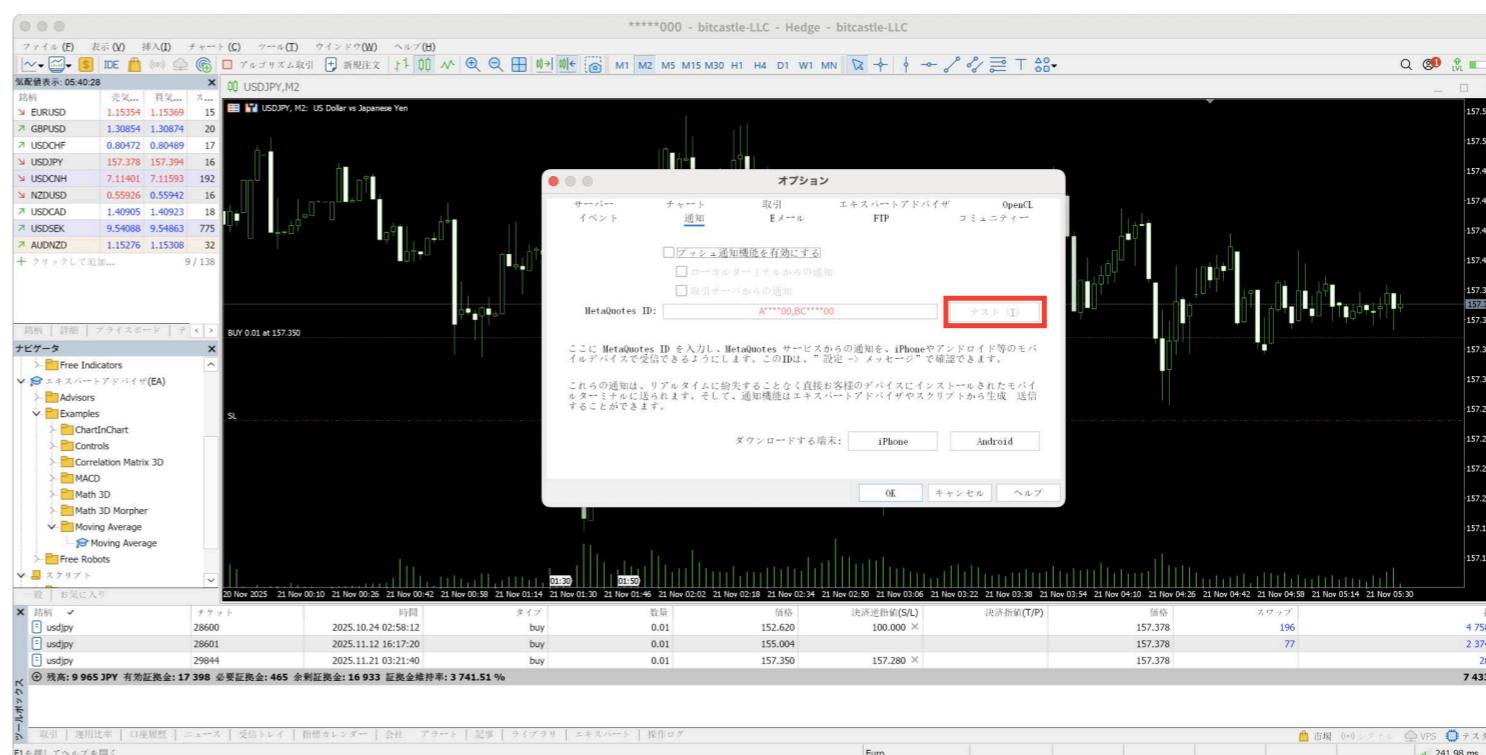 *****000 - bitcastle-LLC - Hedge - bitcastle-LLC
ファイル(F) 表示(V) 挿入(I) チャート(C) ツール(T) ウインドウ(W) ヘルプ(H)
IDE アルゴリズム取引 新規注文 M1 M2 M5 M15 M30 H1 H4 D1 W1 MN LVL
気配値表示: 05:40:28
USDJPY,M2
銘柄 売気... 買気... ス...
EURUSD 1.15354 1.15369 15
GBPUSD 1.30854 1.30874 20
USDCHF 0.80472 0.80489 17
USDJPY 157.378 157.394 16
USDCNH 7.11401 7.11593 192
NZDUSD 0.55926 0.55942 16
USDCAD 1.40905 1.40923 18
USDSEK 9.54088 9.54863 775
AUDNZD 1.15276 1.15308 32
クリックして追加... 9 / 138
銘柄 詳細 プライスボード テ
ナビゲータ
Free Indicators
エキスパートアドバイザ(EA)
Advisors
Examples
ChartInChart
Controls
Correlation Matrix 3D
MACD
Math 3D
Math 3D Morpher
Moving Average
Moving Average
Free Robots
スクリプト
一般 お気に入り
USDJPY, M2: US Dollar vs Japanese Yen
BUY 0.01 at 157.350
SL
オプション
サーバー チャート 取引 エキスパートアドバイザ OpenCL
イベント 通知 Eメール FTP コミュニティー
プッシュ通知機能を有効にする
ローカルターミナルからの通知
取引サーバからの通知
MetaQuotes ID: A****00,BC****00 テスト (I)
ここに MetaQuotes ID を入力し、MetaQuotes サービスからの通知を、iPhoneやアンドロイド等のモバ
イルデバイスで受信できるようにします。このIDは、"設定 -> メッセージ"で確認できます。
これらの通知は、リアルタイムに紛失することなく直接お客様のデバイスにインストールされたモバイ
ルターミナルに送られます。そして、通知機能はエキスパートアドバイザやスクリプトから生成 送信
することができます。
ダウンロードする端末: iPhone Android
OK キャンセル ヘルプ
01:30 01:50
20 Nov 2025 21 Nov 00:10 21 Nov 00:26 21 Nov 00:42 21 Nov 00:58 21 Nov 01:14 21 Nov 01:30 21 Nov 01:46 21 Nov 02:02 21 Nov 02:18 21 Nov 02:34 21 Nov 02:50 21 Nov 03:06 21 Nov 03:22 21 Nov 03:38 21 Nov 03:54 21 Nov 04:10 21 Nov 04:26 21 Nov 04:42 21 Nov 04:58 21 Nov 05:14 21 Nov 05:30
銘柄 チケット 時間 タイプ 数量 価格 決済逆指値(S/L) 決済指値(T/P) 価格 スワップ
usdjpy 28600 2025.10.24 02:58:12 buy 0.01 152.620 100.000 157.378 196
usdjpy 28601 2025.11.12 16:17:20 buy 0.01 155.004 157.378 77
usdjpy 29844 2025.11.21 03:21:40 buy 0.01 157.350 157.280 157.378
残高: 9 965 JPY 有効証拠金: 17 398 必要証拠金: 465 余剰証拠金: 16 933 証拠金維持率: 3 741.51 %
ツールボックス
取引 運用比率 口座履歴 ニュース 受信トレイ 指標カレンダー 会社 アラート 記事 ライブラリ エキスパート 操作ログ
市場 シグナル VPS テスタ
F1を押してヘルプを開く Euro 241.98 ms